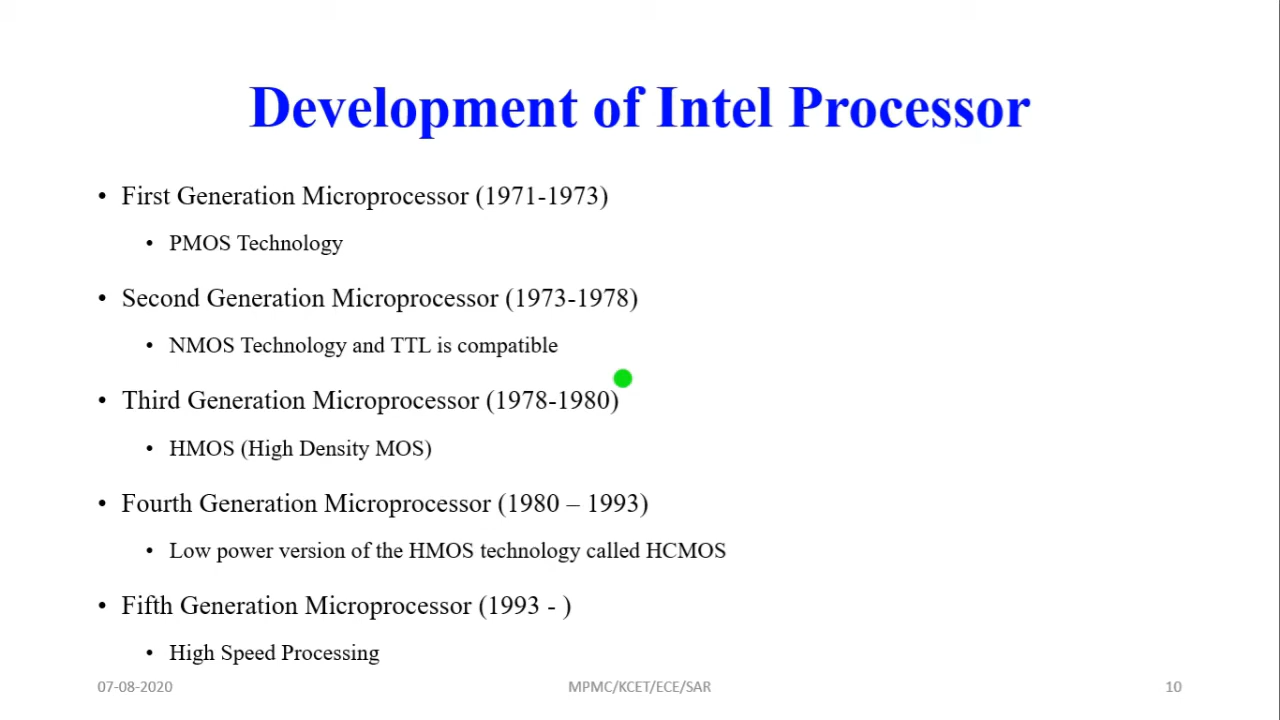 Development of Intel Processor
• First Generation Microprocessor (1971-1973)
• PMOS Technology
• Second Generation Microprocessor (1973-1978)
• NMOS Technology and TTL is compatible
• Third Generation Microprocessor (1978-1980)
• HMOS (High Density MOS)
• Fourth Generation Microprocessor (1980 – 1993)
• Low power version of the HMOS technology called HCMOS
• Fifth Generation Microprocessor (1993 - )
• High Speed Processing
07-08-2020 MPMC/KCET/ECE/SAR 10